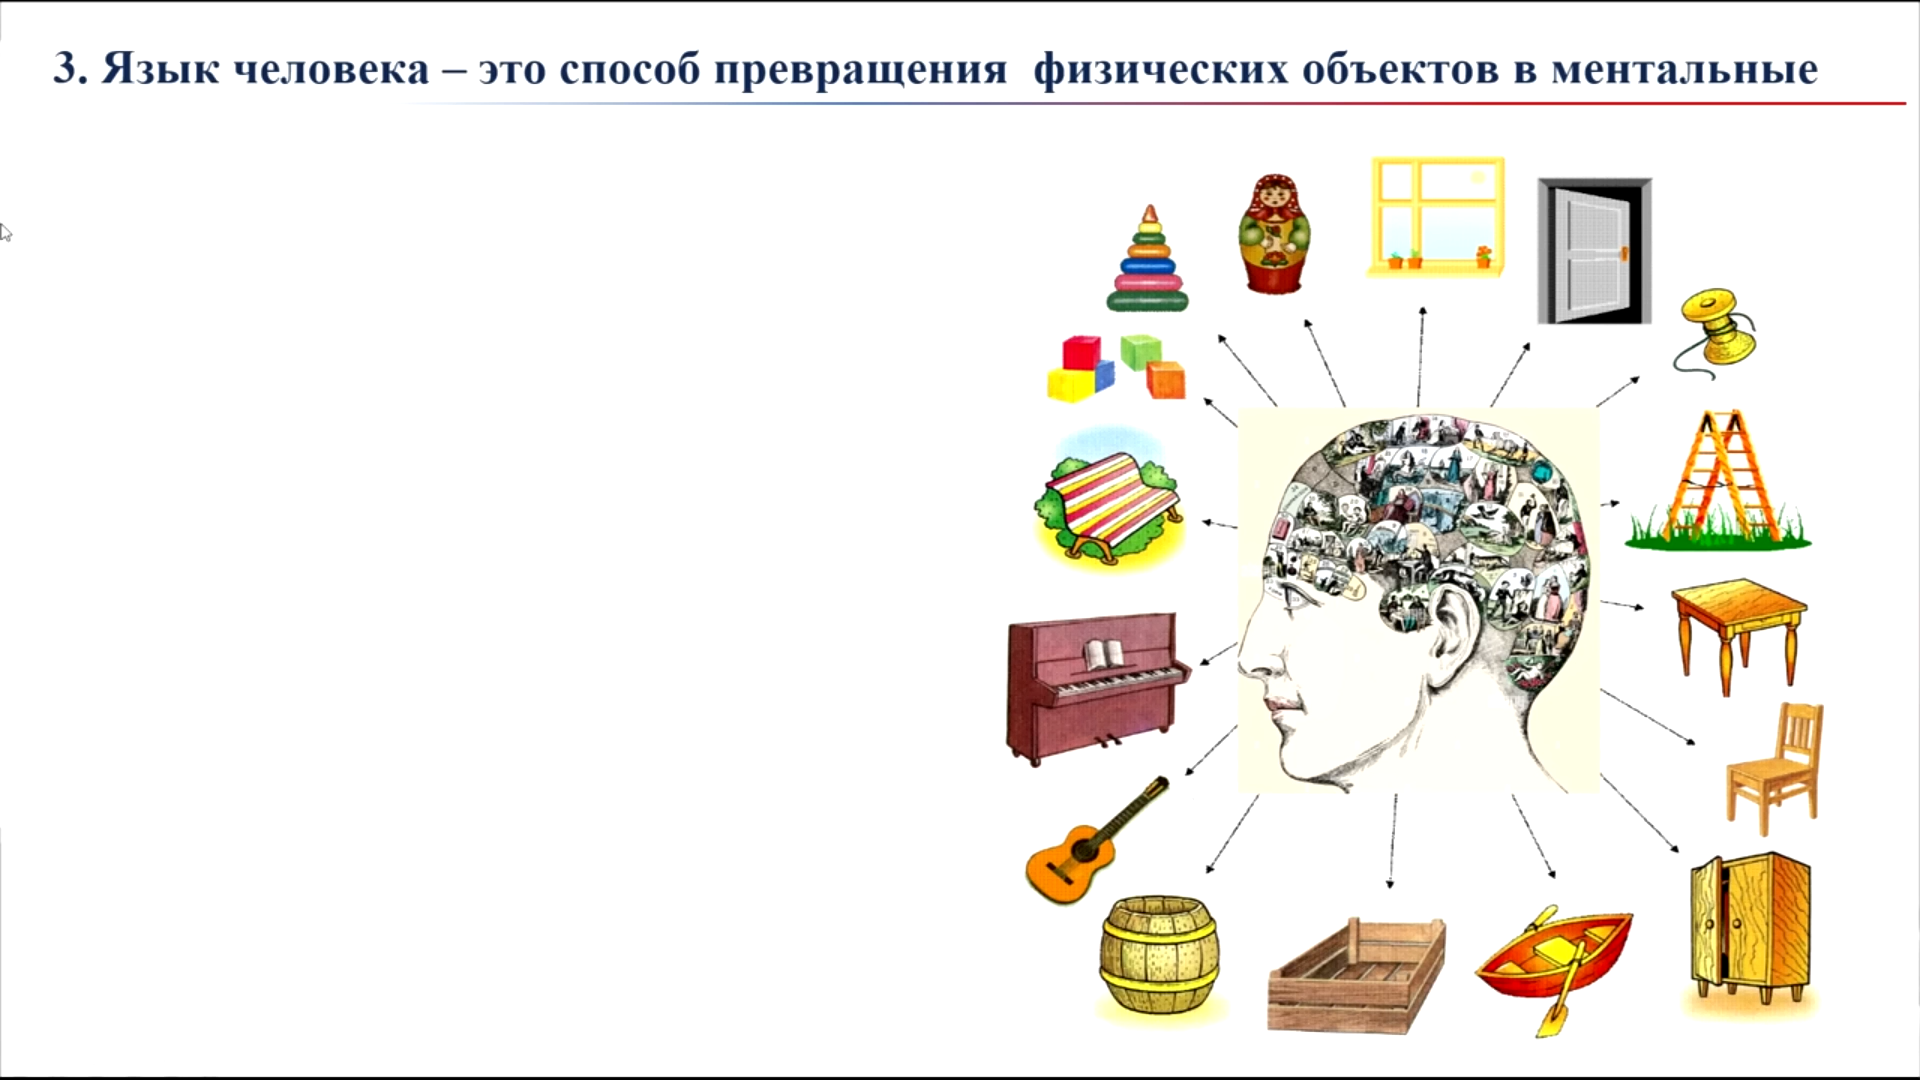 3. Язык человека – это способ превращения физических объектов в ментальные